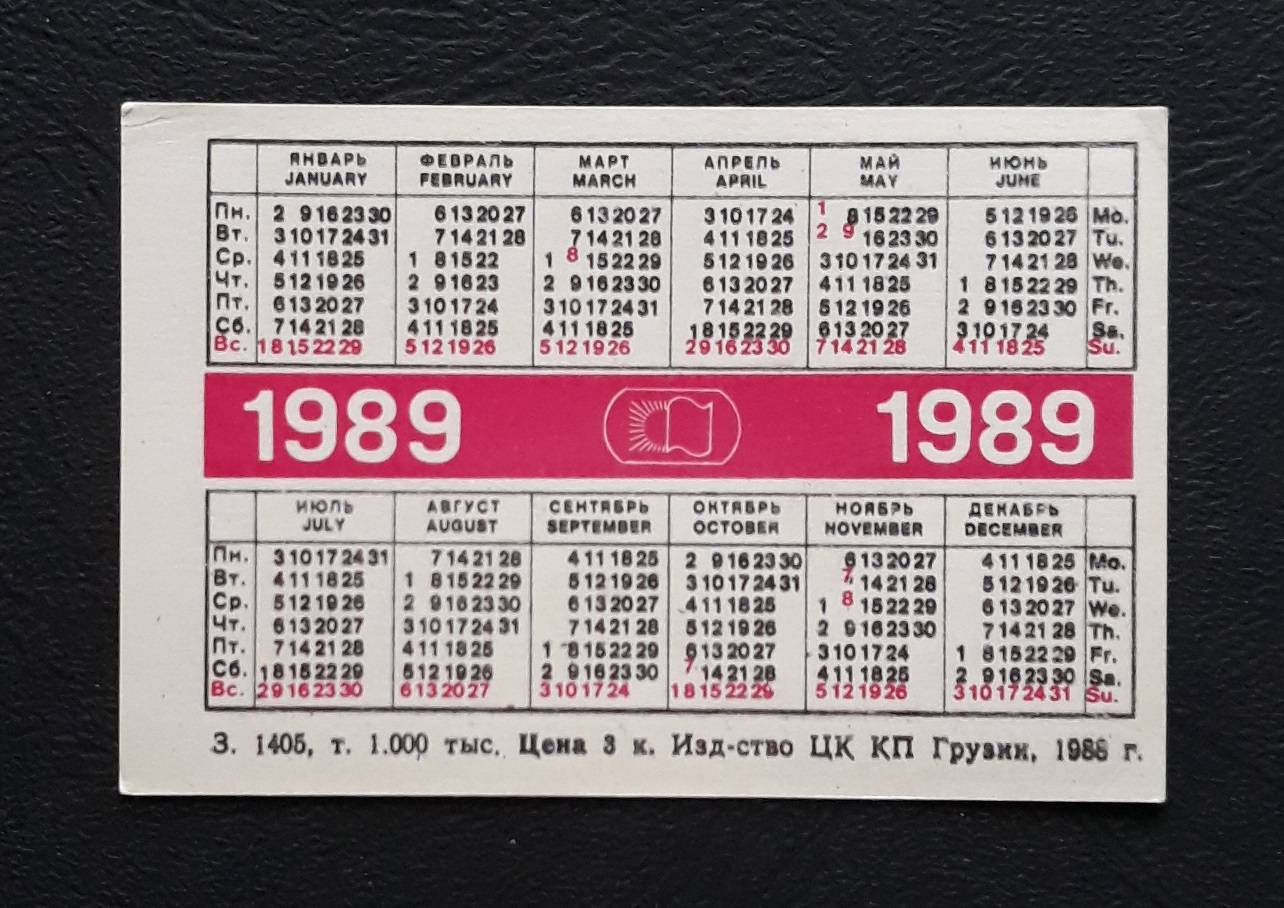 ЯНВАРЬ ФЕВРАЛЬ МАРТ АПРЕЛЬ МАЙ ИЮНЬ
JANUARY FEBRUARY MARCH APRIL MAY JUNE
Пн. 2 9 16 23 30 6 13 20 27 6 13 20 27 3 10 17 24 1 8 15 22 29 5 12 19 26 Mo.
Вт. 3 10 17 24 31 7 14 21 28 7 14 21 28 4 11 18 25 2 9 16 23 30 6 13 20 27 Tu.
Ср. 4 11 18 25 1 8 15 22 1 8 15 22 29 5 12 19 26 3 10 17 24 31 7 14 21 28 We.
Чт. 5 12 19 26 2 9 16 23 2 9 16 23 30 6 13 20 27 4 11 18 25 1 8 15 22 29 Th.
Пт. 6 13 20 27 3 10 17 24 3 10 17 24 31 7 14 21 28 5 12 19 26 2 9 16 23 30 Fr.
Сб. 7 14 21 28 4 11 18 25 4 11 18 25 1 8 15 22 29 6 13 20 27 3 10 17 24 Sa.
Вс. 1 8 15 22 29 5 12 19 26 5 12 19 26 2 9 16 23 30 7 14 21 28 4 11 18 25 Su.
1989 1989
ИЮЛЬ АВГУСТ СЕНТЯБРЬ ОКТЯБРЬ НОЯБРЬ ДЕКАБРЬ
JULY AUGUST SEPTEMBER OCTOBER NOVEMBER DECEMBER
Пн. 3 10 17 24 31 7 14 21 28 4 11 18 25 2 9 16 23 30 6 13 20 27 4 11 18 25 Mo.
Вт. 4 11 18 25 1 8 15 22 29 5 12 19 26 3 10 17 24 31 7 14 21 28 5 12 19 26 Tu.
Ср. 5 12 19 26 2 9 16 23 30 6 13 20 27 4 11 18 25 1 8 15 22 29 6 13 20 27 We.
Чт. 6 13 20 27 3 10 17 24 31 7 14 21 28 5 12 19 26 2 9 16 23 30 7 14 21 28 Th.
Пт. 7 14 21 28 4 11 18 25 1 8 15 22 29 6 13 20 27 3 10 17 24 1 8 15 22 29 Fr.
Сб. 1 8 15 22 29 5 12 19 26 2 9 16 23 30 7 14 21 28 4 11 18 25 2 9 16 23 30 Sa.
Вс. 2 9 16 23 30 6 13 20 27 3 10 17 24 1 8 15 22 29 5 12 19 26 3 10 17 24 31 Su.
З. 1405, т. 1.000 тыс. Цена 3 к. Изд-ство ЦК КП Грузии, 1988 г.